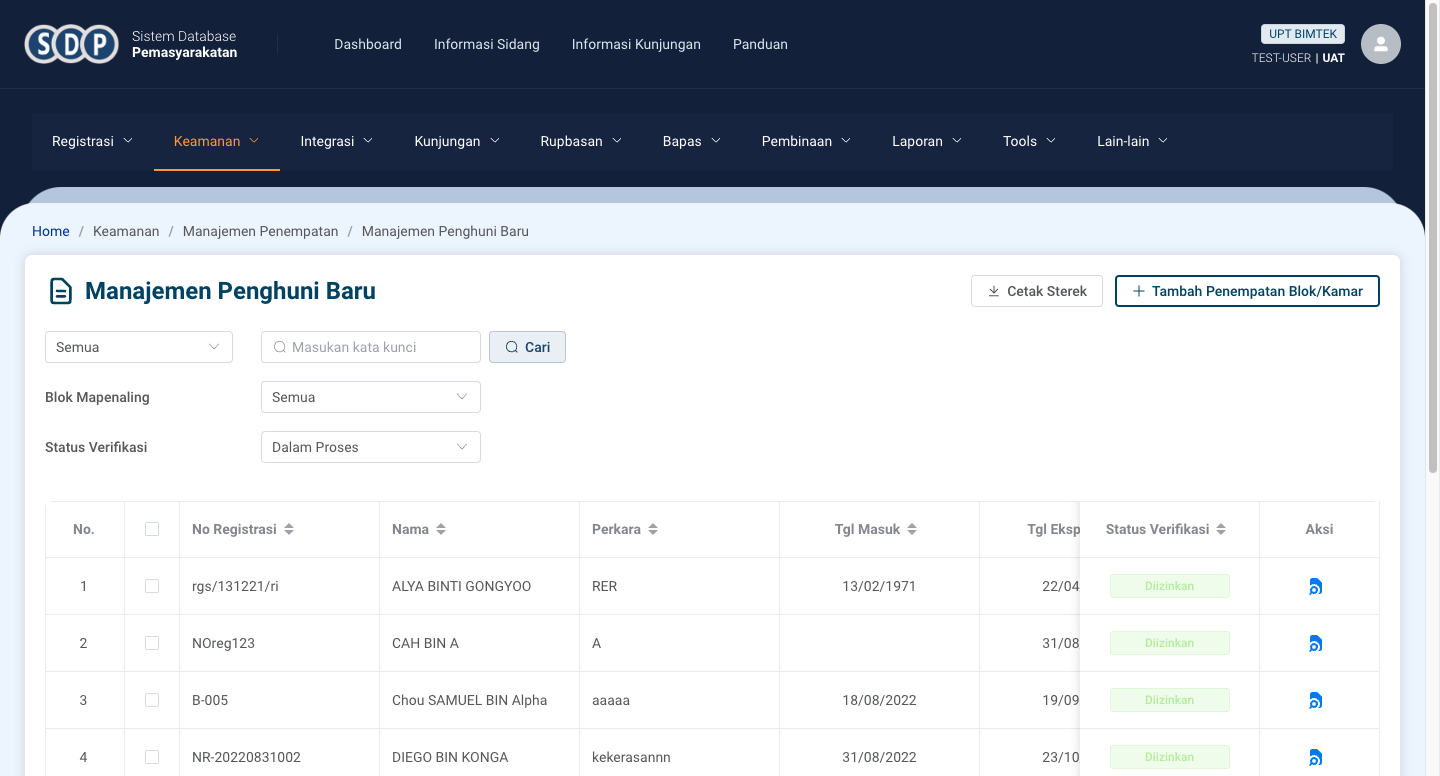 SDP
Sistem Database
Pemasyarakatan
Dashboard Informasi Sidang Informasi Kunjungan Panduan
UPT BIMTEK
TEST-USER | UAT
Registrasi Keamanan Integrasi Kunjungan Rupbasan Bapas Pembinaan Laporan Tools Lain-lain
Home / Keamanan / Manajemen Penempatan / Manajemen Penghuni Baru
Manajemen Penghuni Baru
Cetak Sterek
Tambah Penempatan Blok/Kamar
Semua Masukan kata kunci Cari
Blok Mapenaling Semua
Status Verifikasi Dalam Proses
No. No Registrasi Nama Perkara Tgl Masuk Tgl Eksp Status Verifikasi Aksi
1 rgs/131221/ri ALYA BINTI GONGYOO RER 13/02/1971 22/04 Diizinkan
2 NOreg123 CAH BIN A A 31/08 Diizinkan
3 B-005 Chou SAMUEL BIN Alpha aaaaa 18/08/2022 19/09 Diizinkan
4 NR-20220831002 DIEGO BIN KONGA kekerasannn 31/08/2022 23/10 Diizinkan